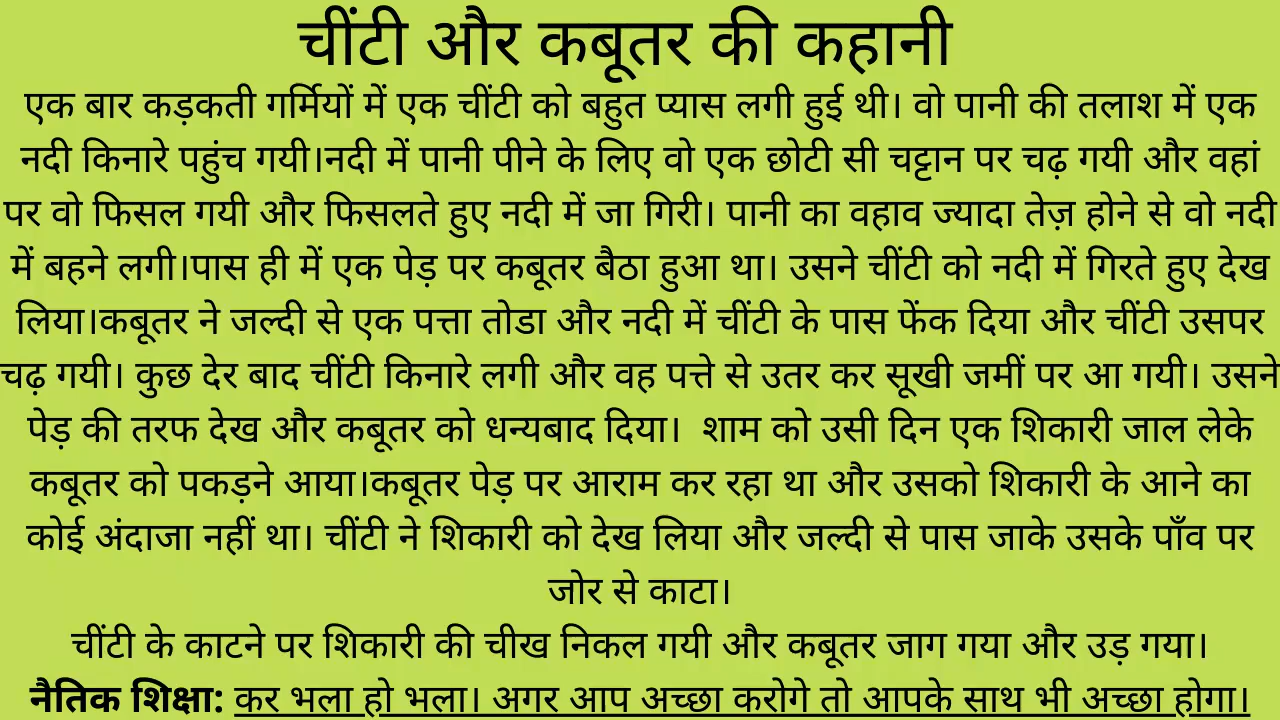 चींटी और कबूतर की कहानी
एक बार कड़कती गर्मियों में एक चींटी को बहुत प्यास लगी हुई थी। वो पानी की तलाश में एक
नदी किनारे पहुंच गयी।नदी में पानी पीने के लिए वो एक छोटी सी चट्टान पर चढ़ गयी और वहां
पर वो फिसल गयी और फिसलते हुए नदी में जा गिरी। पानी का वहाव ज्यादा तेज़ होने से वो नदी
में बहने लगी।पास ही में एक पेड़ पर कबूतर बैठा हुआ था। उसने चींटी को नदी में गिरते हुए देख
लिया।कबूतर ने जल्दी से एक पत्ता तोडा और नदी में चींटी के पास फेंक दिया और चींटी उसपर
चढ़ गयी। कुछ देर बाद चींटी किनारे लगी और वह पत्ते से उतर कर सूखी जमीं पर आ गयी। उसने
पेड़ की तरफ देख और कबूतर को धन्यबाद दिया।  शाम को उसी दिन एक शिकारी जाल लेके
कबूतर को पकड़ने आया।कबूतर पेड़ पर आराम कर रहा था और उसको शिकारी के आने का
कोई अंदाजा नहीं था। चींटी ने शिकारी को देख लिया और जल्दी से पास जाके उसके पाँव पर
जोर से काटा।
चींटी के काटने पर शिकारी की चीख निकल गयी और कबूतर जाग गया और उड़ गया।
नैतिक शिक्षा: कर भला हो भला। अगर आप अच्छा करोगे तो आपके साथ भी अच्छा होगा।